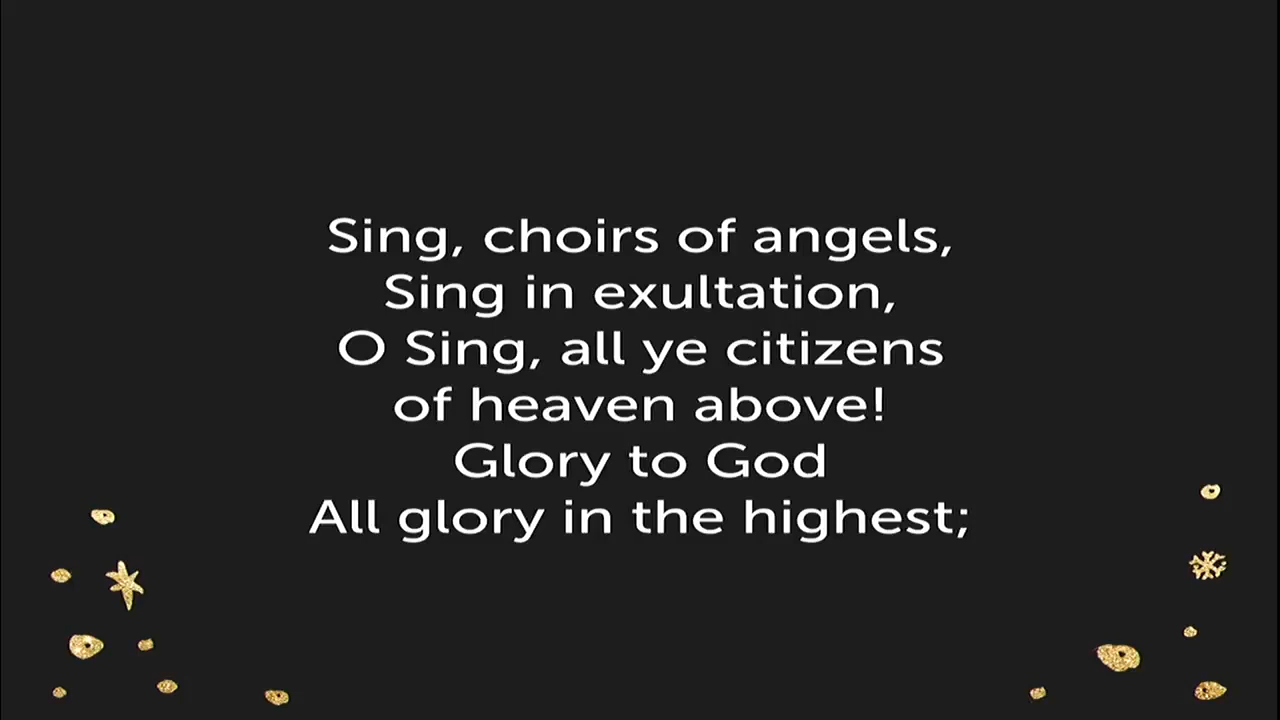 Sing, choirs of angels,
Sing in exultation,
O Sing, all ye citizens
of heaven above!
Glory to God
All glory in the highest;